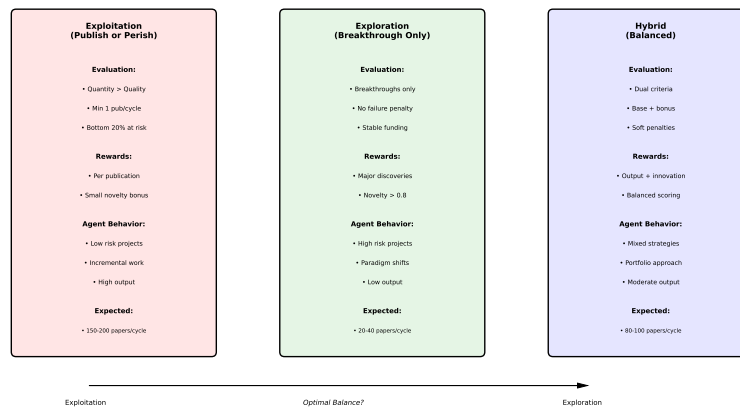 Exploitation
(Publish or Perish)
Evaluation:
• Quantity > Quality
• Min 1 pub/cycle
• Bottom 20% at risk
Rewards:
• Per publication
• Small novelty bonus
Agent Behavior:
• Low risk projects
• Incremental work
• High output
Expected:
• 150-200 papers/cycle
Exploration
(Breakthrough Only)
Evaluation:
• Breakthroughs only
• No failure penalty
• Stable funding
Rewards:
• Major discoveries
• Novelty > 0.8
Agent Behavior:
• High risk projects
• Paradigm shifts
• Low output
Expected:
• 20-40 papers/cycle
Hybrid
(Balanced)
Evaluation:
• Dual criteria
• Base + bonus
• Soft penalties
Rewards:
• Output + innovation
• Balanced scoring
Agent Behavior:
• Mixed strategies
• Portfolio approach
• Moderate output
Expected:
• 80-100 papers/cycle
Exploitation
Optimal Balance?
Exploration